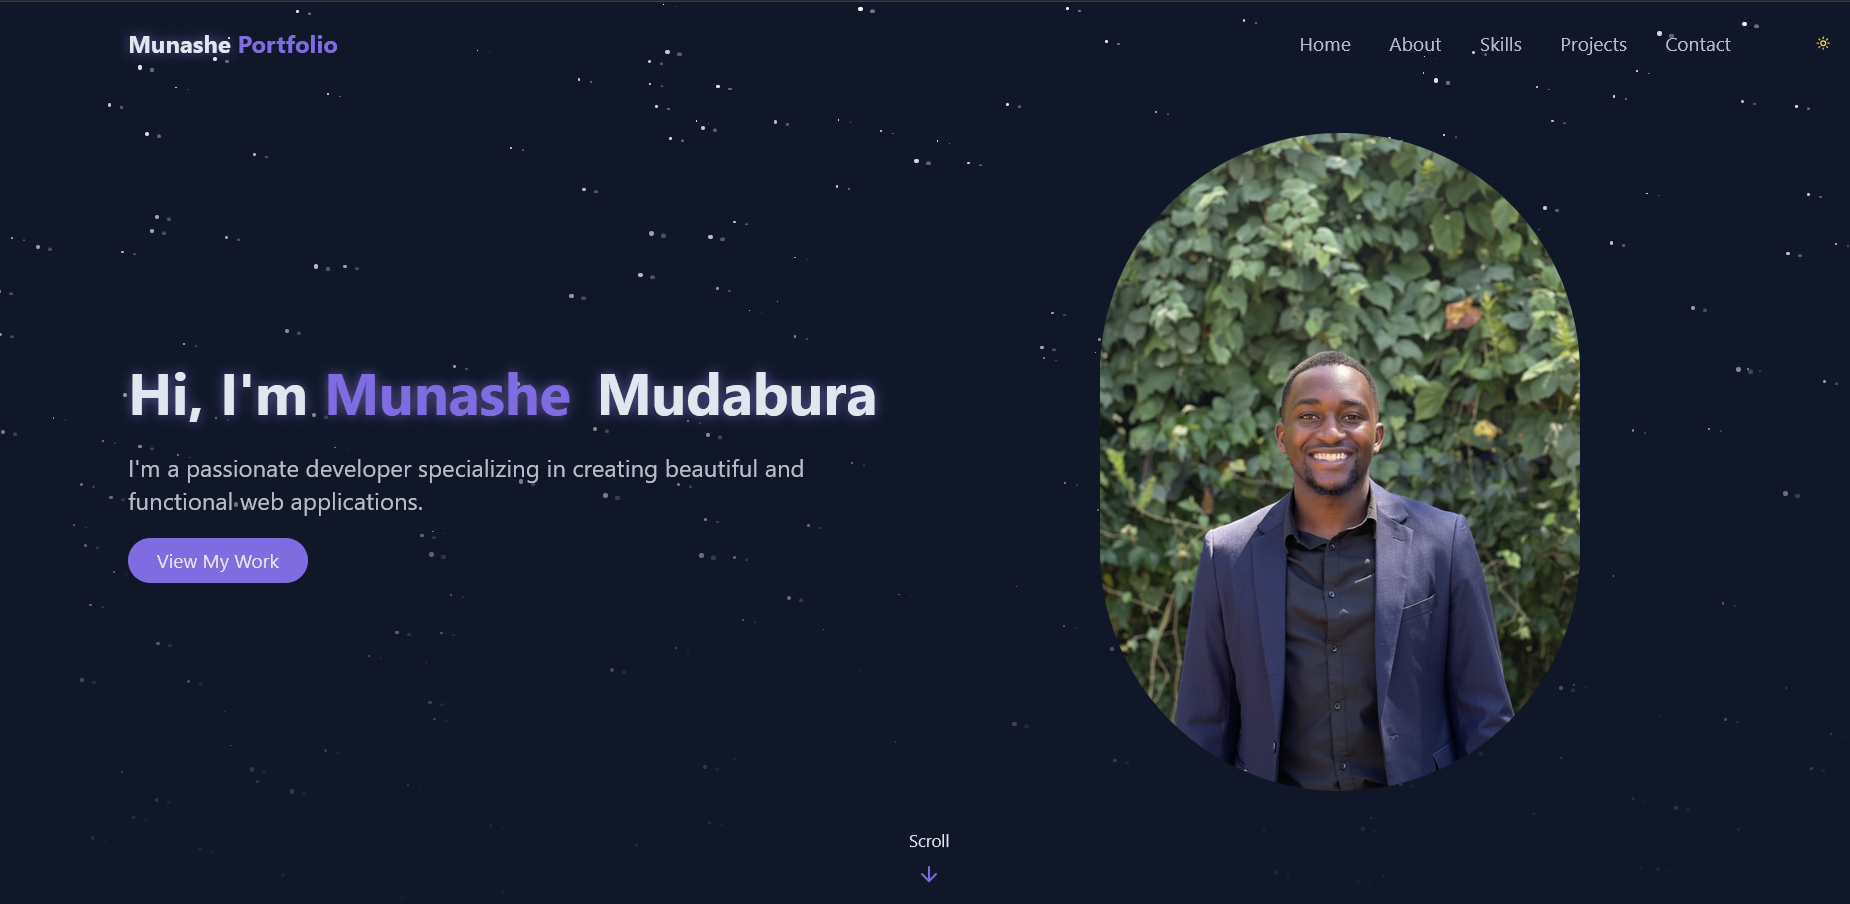 Munashe Portfolio
Home About Skills Projects Contact
Hi, I'm Munashe Mudabura
I'm a passionate developer specializing in creating beautiful and
functional web applications.
View My Work
Scroll